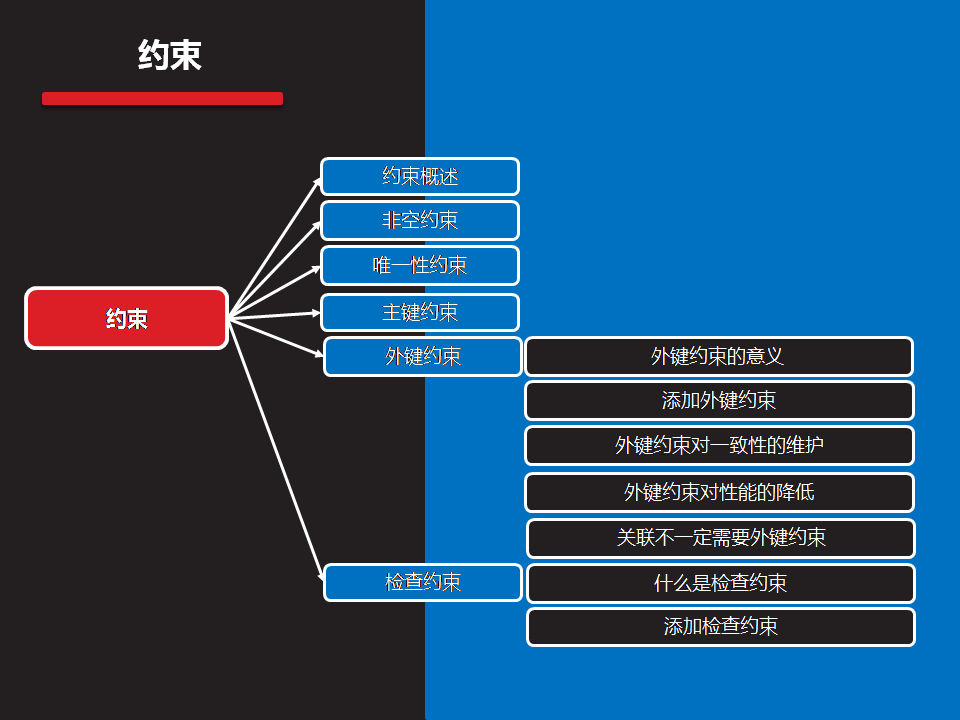 约束
约束
约束概述
非空约束
唯一性约束
主键约束
外键约束
外键约束的意义
添加外键约束
外键约束对一致性的维护
外键约束对性能的降低
关联不一定需要外键约束
检查约束
什么是检查约束
添加检查约束